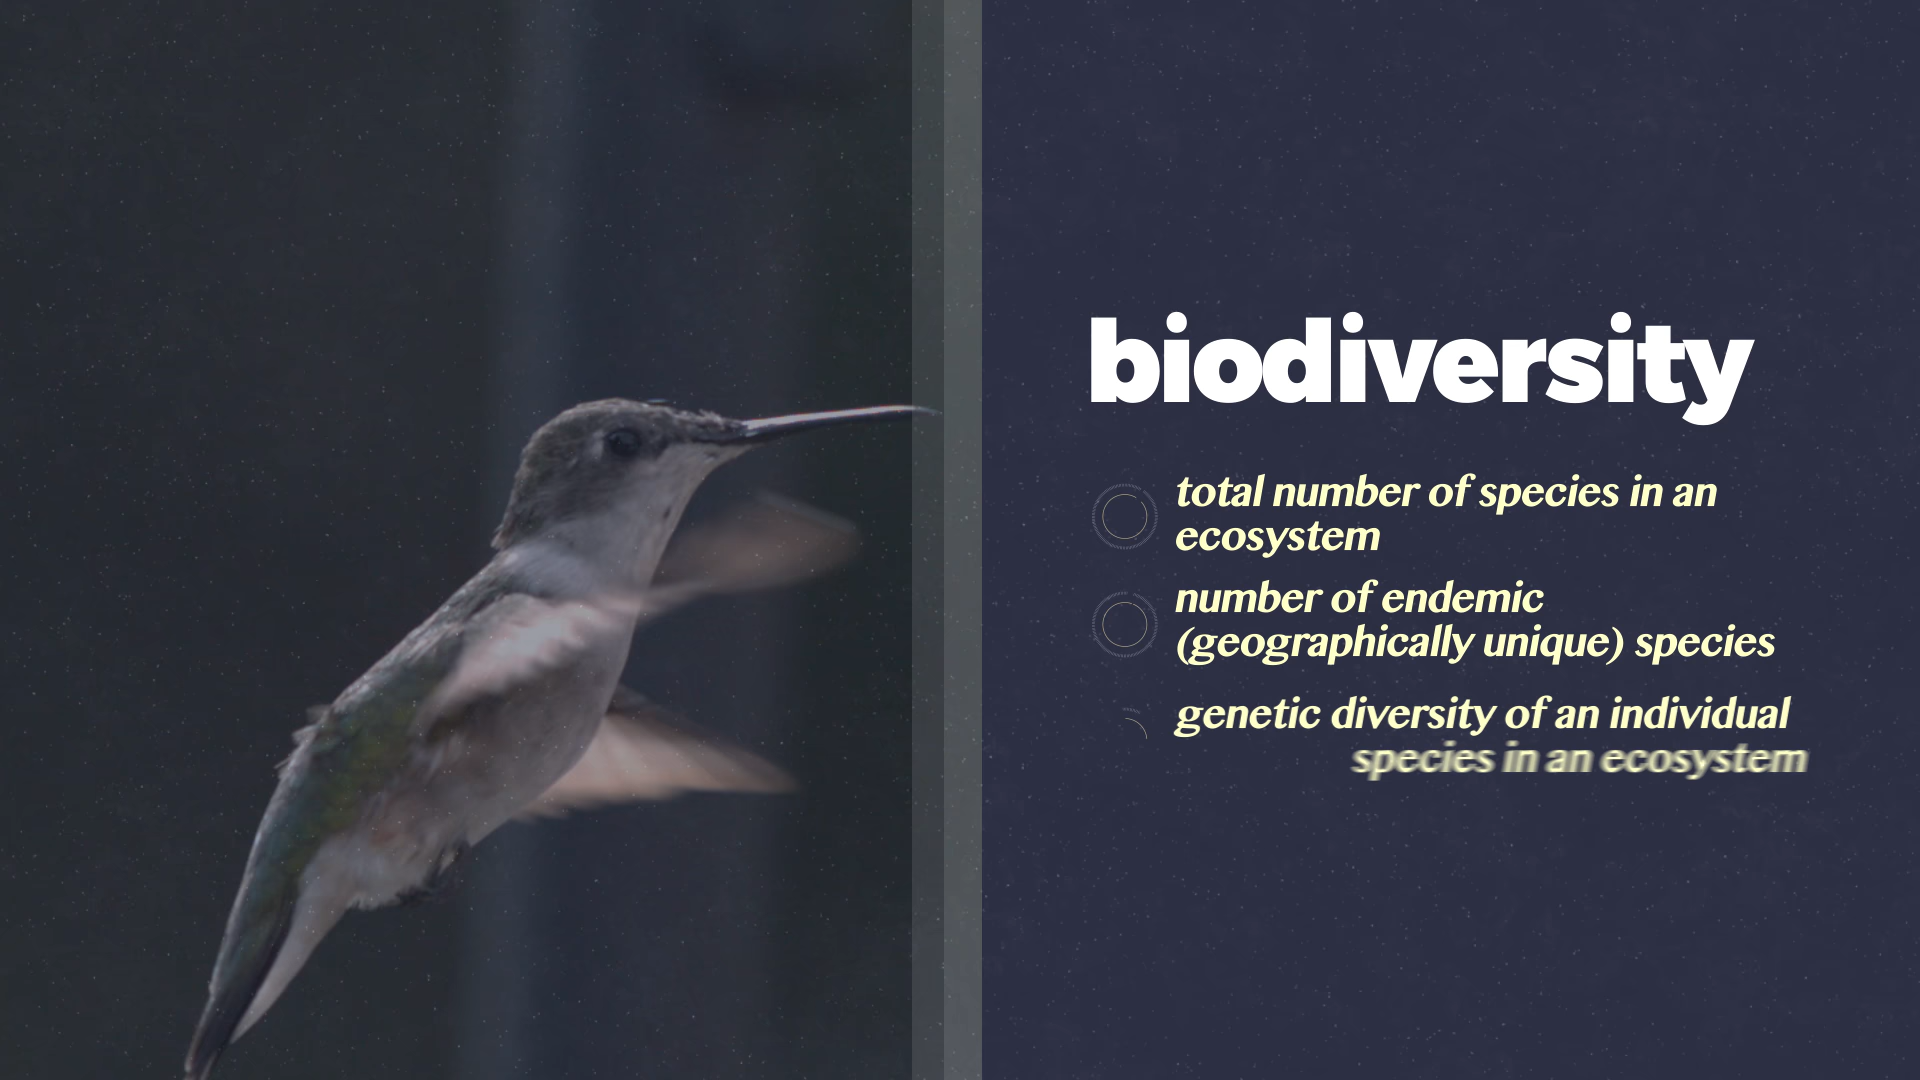 biodiversity
total number of species in an
ecosystem
number of endemic
(geographically unique) species
genetic diversity of an individual
species in an ecosystem